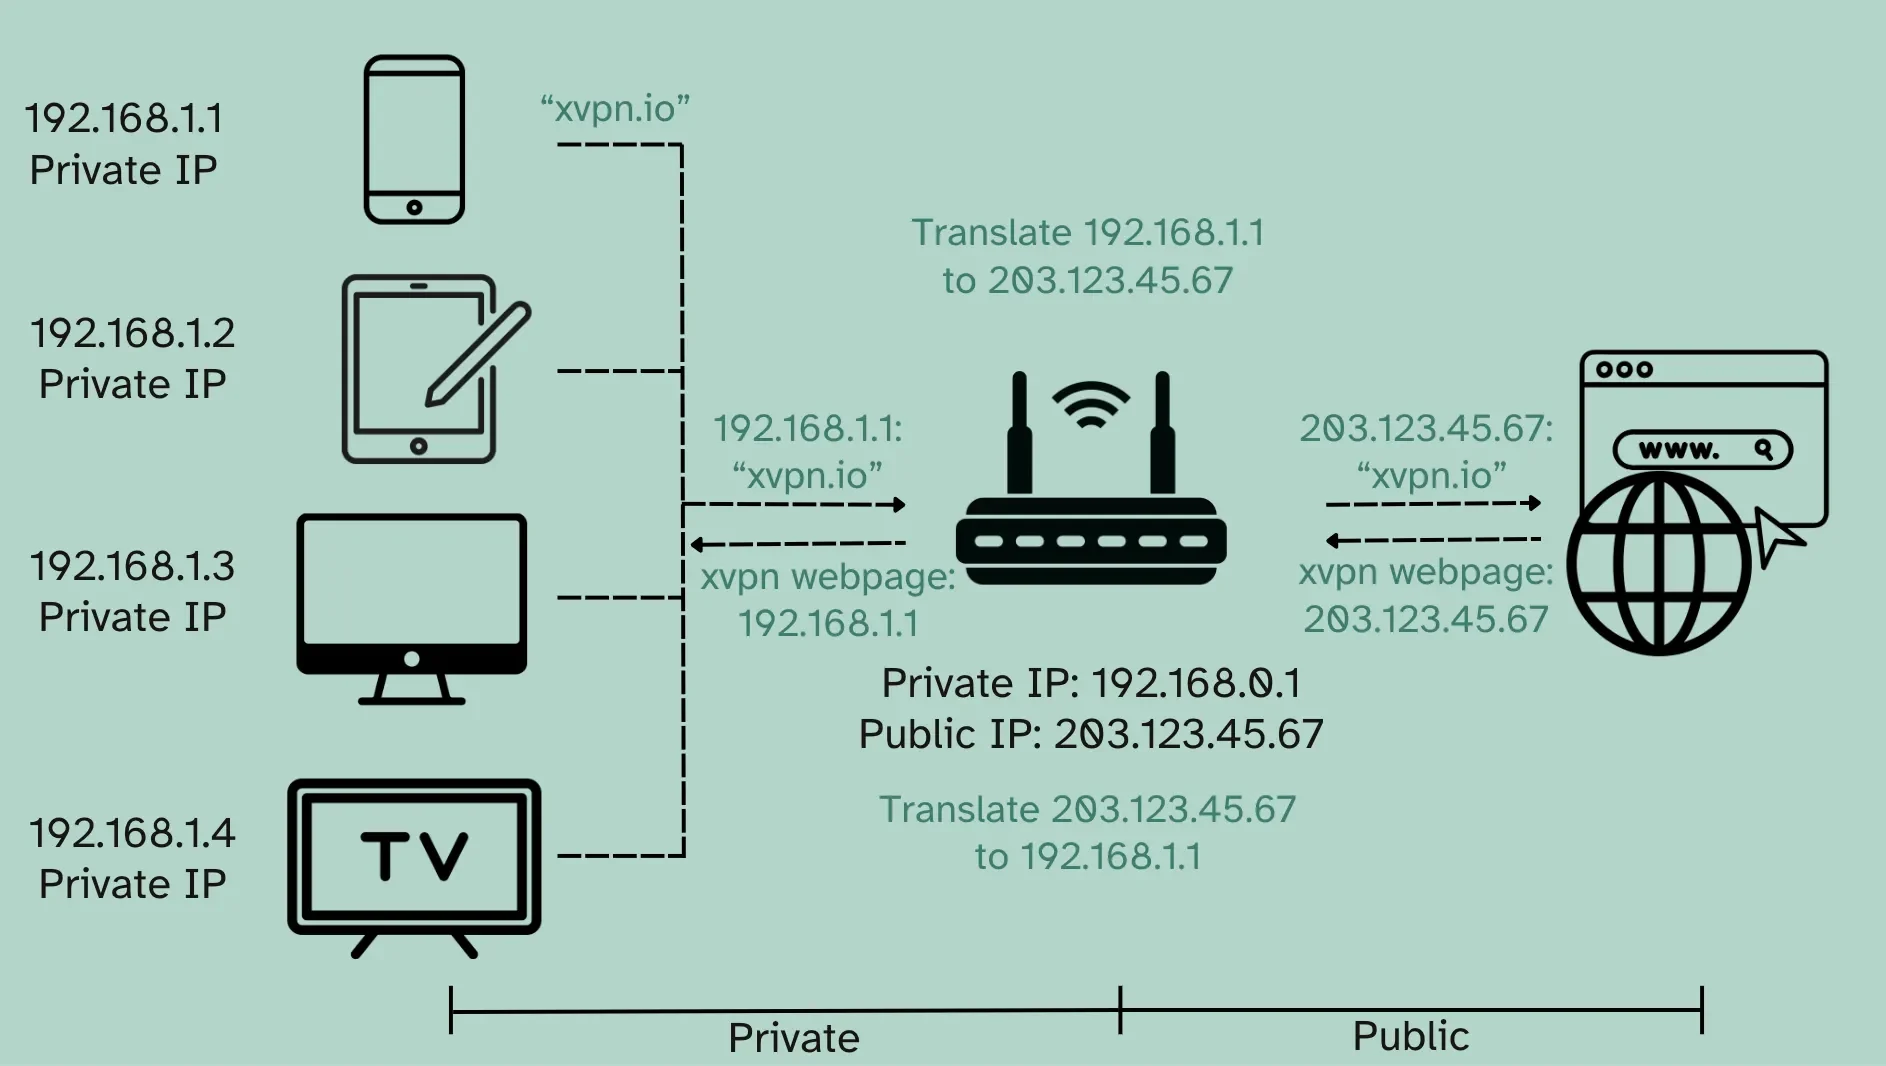 192.168.1.1
Private IP
“xvpn.io”
192.168.1.2
Private IP
192.168.1.3
Private IP
TV
192.168.1.4
Private IP
192.168.1.1:
“xvpn.io”
xvpn webpage:
192.168.1.1
Translate 192.168.1.1
to 203.123.45.67
Private IP: 192.168.0.1
Public IP: 203.123.45.67
Translate 203.123.45.67
to 192.168.1.1
203.123.45.67:
“xvpn.io”
xvpn webpage:
203.123.45.67
www.
Private
Public